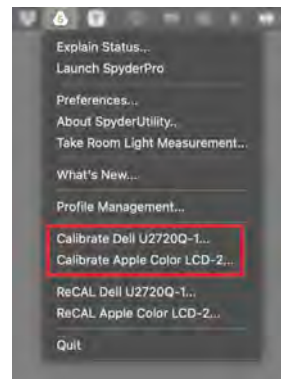 Explain Status...
Launch SpyderPro
Preferences...
About SpyderUtility..
Take Room Light Measurement...
What's New...
Profile Management...
Calibrate Dell U2720Q-1...
Calibrate Apple Color LCD-2...
ReCAL Dell U2720Q-1...
ReCAL Apple Color LCD-2...
Quit